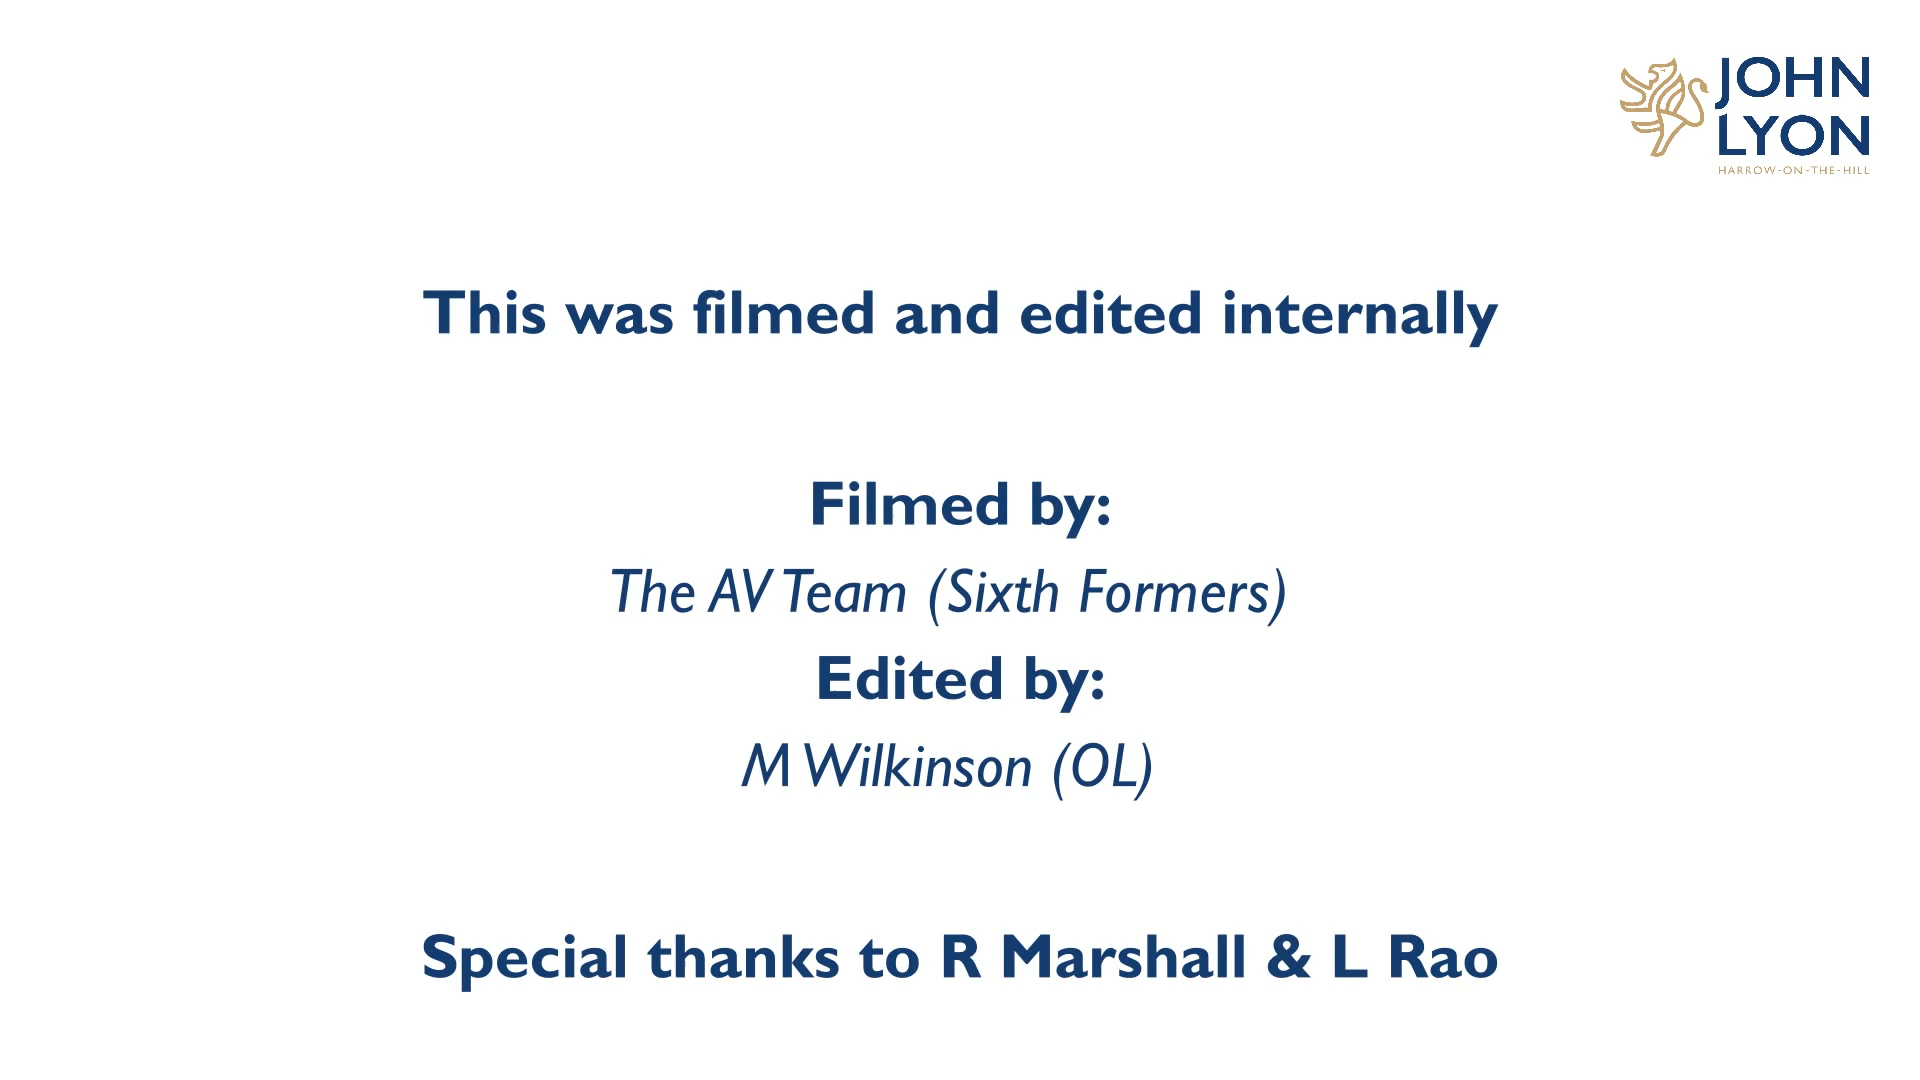 JOHN
LYON
HARROW-ON-THE-HILL
This was filmed and edited internally
Filmed by:
The AV Team (Sixth Formers)
Edited by:
M Wilkinson (OL)
Special thanks to R Marshall & L Rao